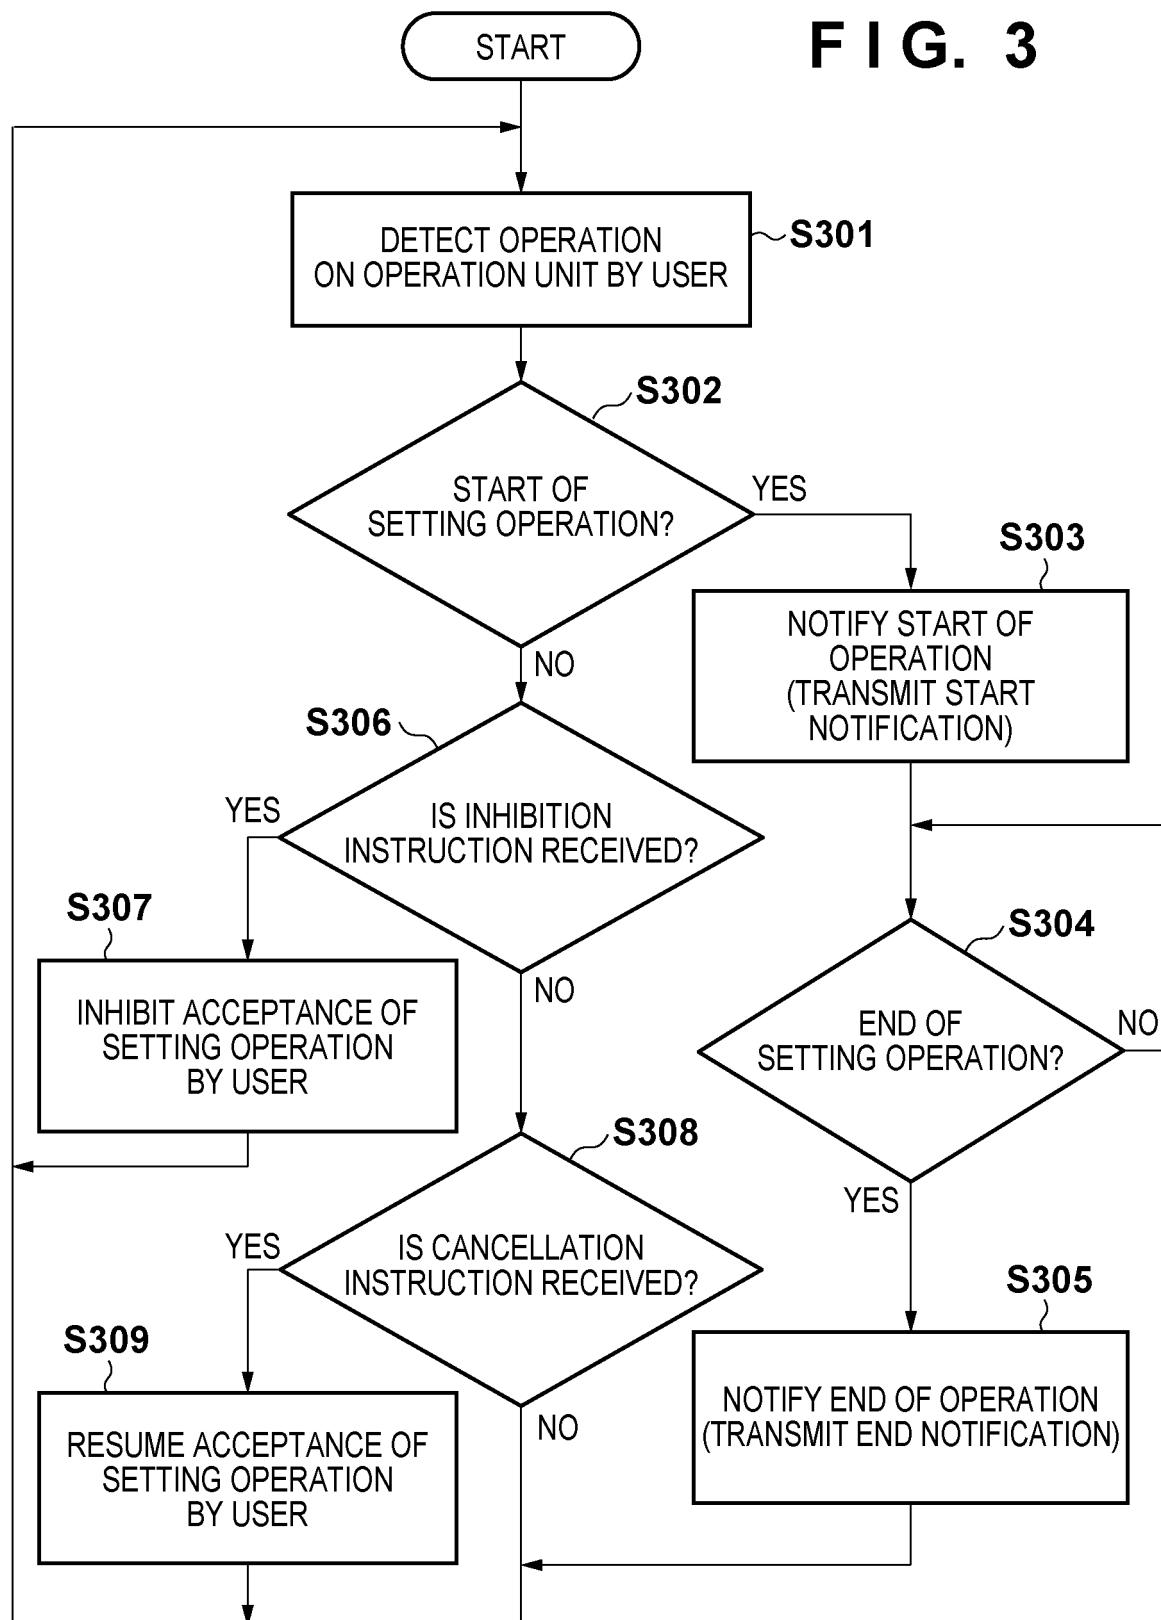 START
F I G. 3
DETECT OPERATION
ON OPERATION UNIT BY USER
S301
S302
START OF
SETTING OPERATION?
YES
NO
S303
NOTIFY START OF
OPERATION
(TRANSMIT START
NOTIFICATION)
S306
YES
IS INHIBITION
INSTRUCTION RECEIVED?
NO
S307
INHIBIT ACCEPTANCE OF
SETTING OPERATION
BY USER
S304
END OF
SETTING OPERATION?
NO
YES
S308
YES
IS CANCELLATION
INSTRUCTION RECEIVED?
NO
S305
NOTIFY END OF OPERATION
(TRANSMIT END NOTIFICATION)
S309
RESUME ACCEPTANCE OF
SETTING OPERATION
BY USER